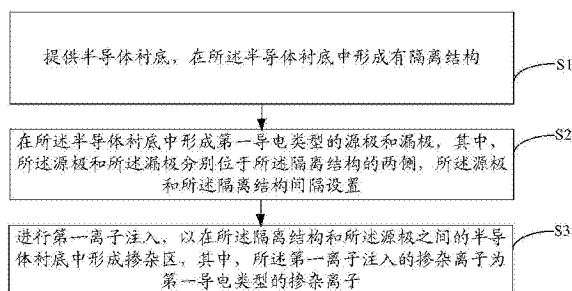 提供半导体衬底，在所述半导体衬底中形成有隔离结构
S1
在所述半导体衬底中形成第一导电类型的源极和漏极，其中，
所述源极和所述漏极分别位于所述隔离结构的两侧，所述源极
和所述隔离结构间隔设置
S2
进行第一离子注入，以在所述隔离结构和所述源极之间的半导
体衬底中形成掺杂区，其中，所述第一离子注入的掺杂离子为
第一导电类型的掺杂离子
S3